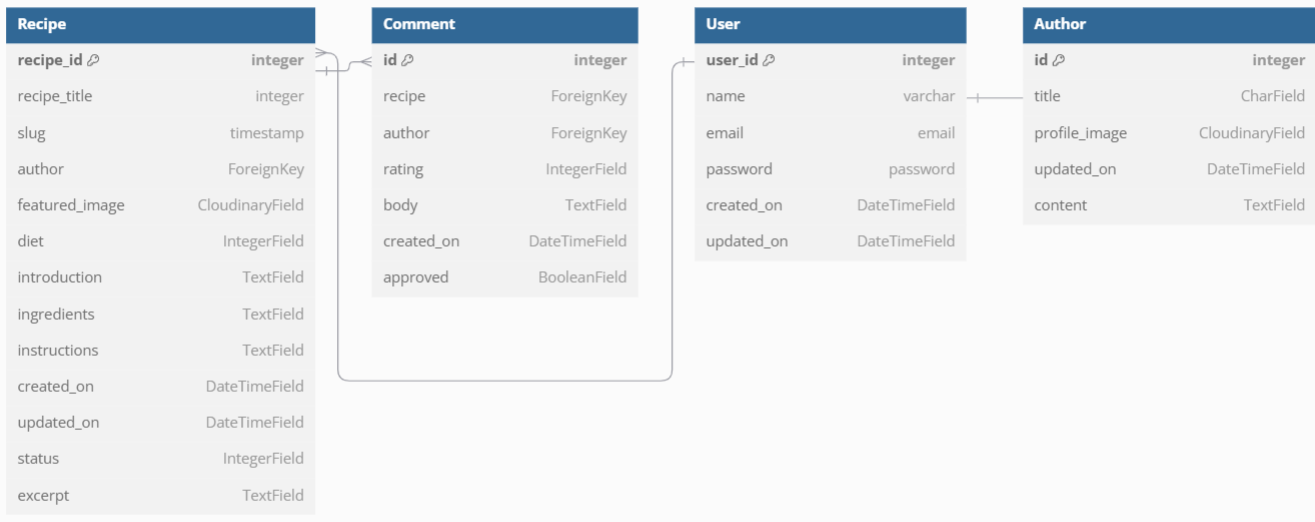 Recipe
recipe_id integer
recipe_title integer
slug timestamp
author ForeignKey
featured_image CloudinaryField
diet IntegerField
introduction TextField
ingredients TextField
instructions TextField
created_on DateTimeField
updated_on DateTimeField
status IntegerField
excerpt TextField
Comment
id integer
recipe ForeignKey
author ForeignKey
rating IntegerField
body TextField
created_on DateTimeField
approved BooleanField
User
user_id integer
name varchar
email email
password password
created_on DateTimeField
updated_on DateTimeField
Author
id integer
title CharField
profile_image CloudinaryField
updated_on DateTimeField
content TextField